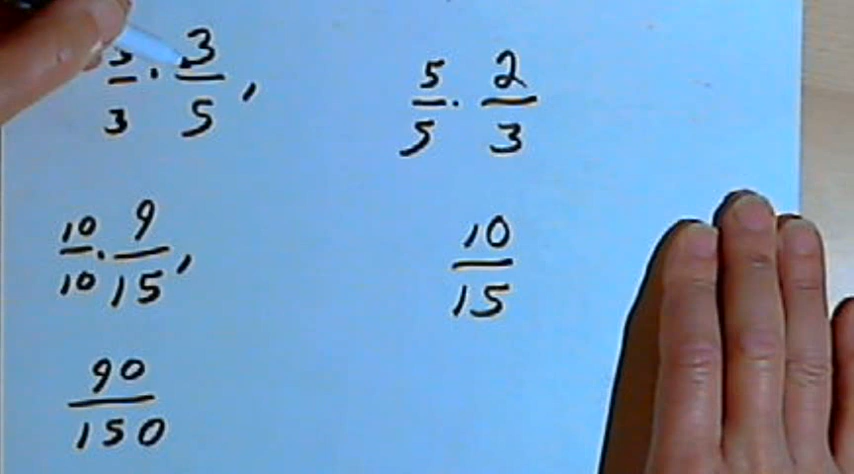 3/3 · 3/5 , 5/5 · 2/3
10/10 · 9/15 , 10/15
90/150